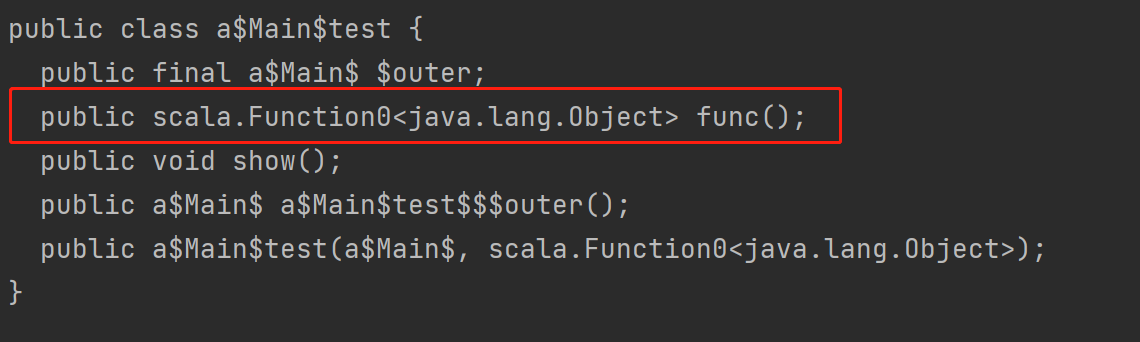 public class a$Main$test {
  public final a$Main$ $outer;
  public scala.Function0<java.lang.Object> func();
  public void show();
  public a$Main$ a$Main$test$$$outer();
  public a$Main$test(a$Main$, scala.Function0<java.lang.Object>);
}